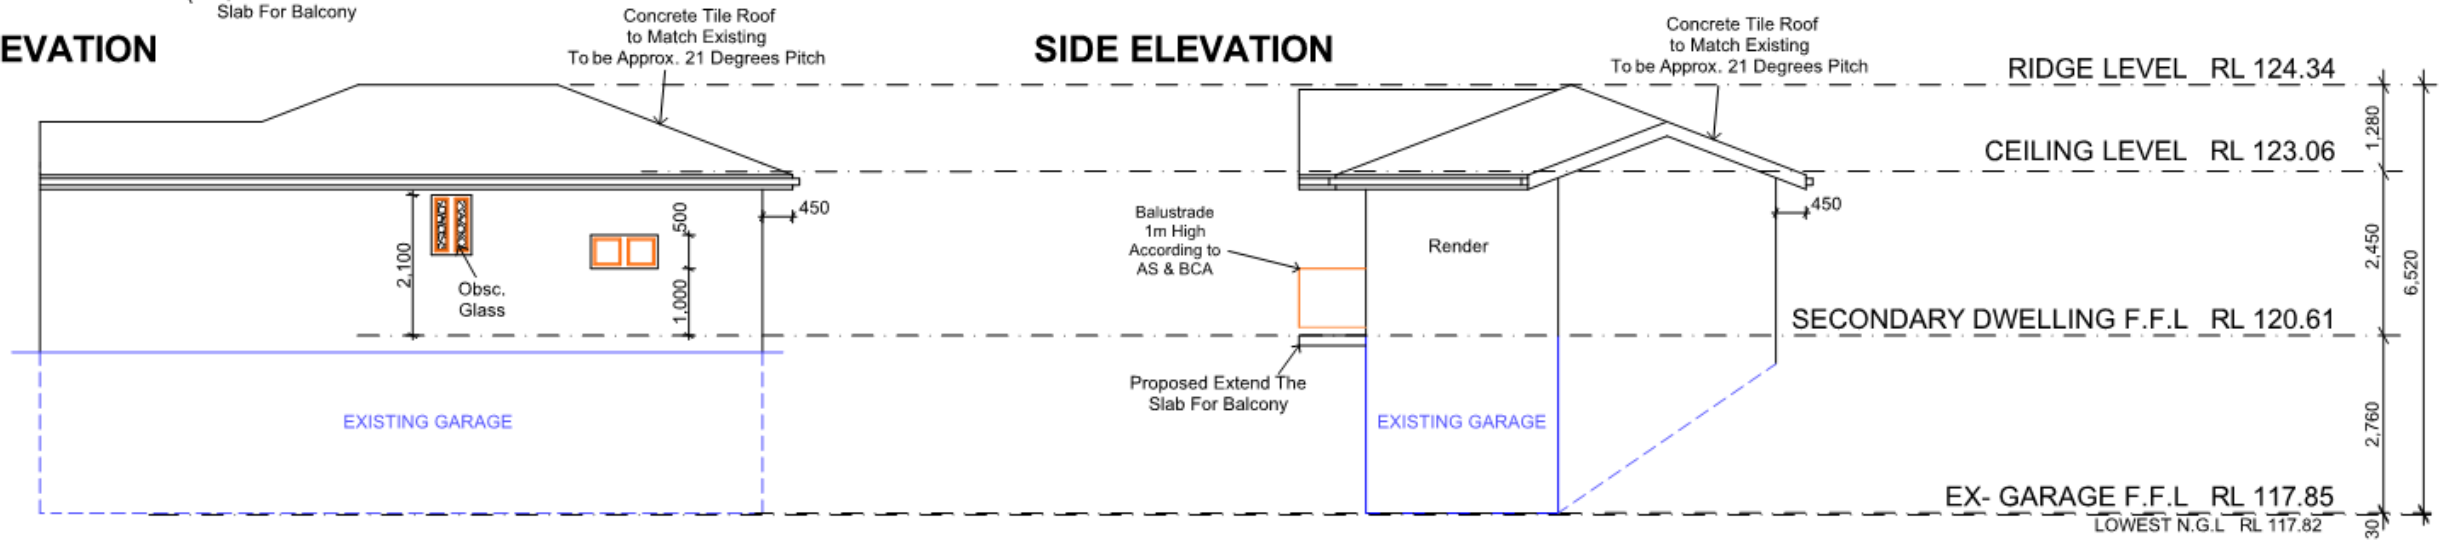 Slab For Balcony
EVATION
Concrete Tile Roof
to Match Existing
To be Approx. 21 Degrees Pitch
450
2,100
Obsc.
Glass
500
1,000
EXISTING GARAGE
SIDE ELEVATION
Concrete Tile Roof
to Match Existing
To be Approx. 21 Degrees Pitch
450
Balustrade
1m High
According to
AS & BCA
Render
Proposed Extend The
Slab For Balcony
EXISTING GARAGE
RIDGE LEVEL RL 124.34
CEILING LEVEL RL 123.06
SECONDARY DWELLING F.F.L RL 120.61
EX- GARAGE F.F.L RL 117.85
LOWEST N.G.L RL 117.82
1,280
2,450
2,760
30
6,520